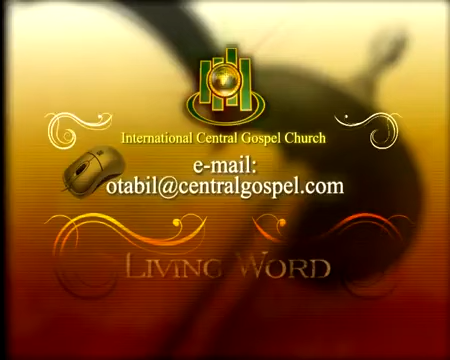 International Central Gospel Church
e-mail:
otabil@centralgospel.com
LIVING WORD